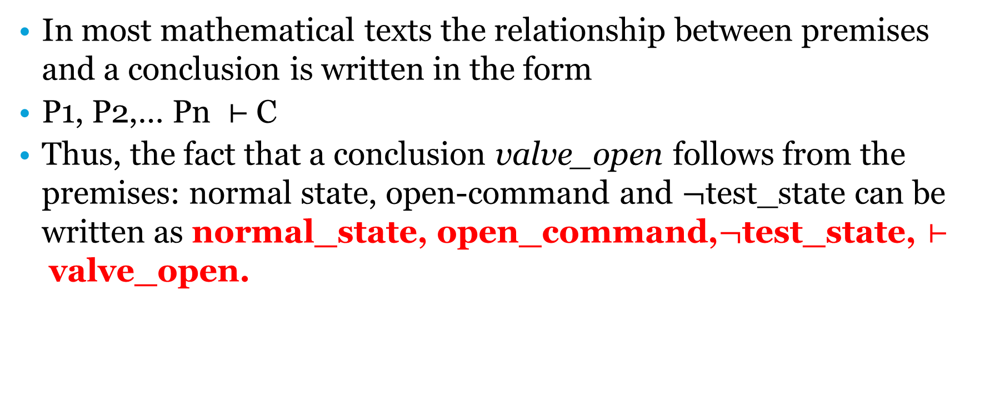 • In most mathematical texts the relationship between premises
and a conclusion is written in the form
• P1, P2,... Pn ⊢ C
• Thus, the fact that a conclusion valve_open follows from the
premises: normal state, open-command and ¬test_state can be
written as normal_state, open_command,¬test_state, ⊢
valve_open.